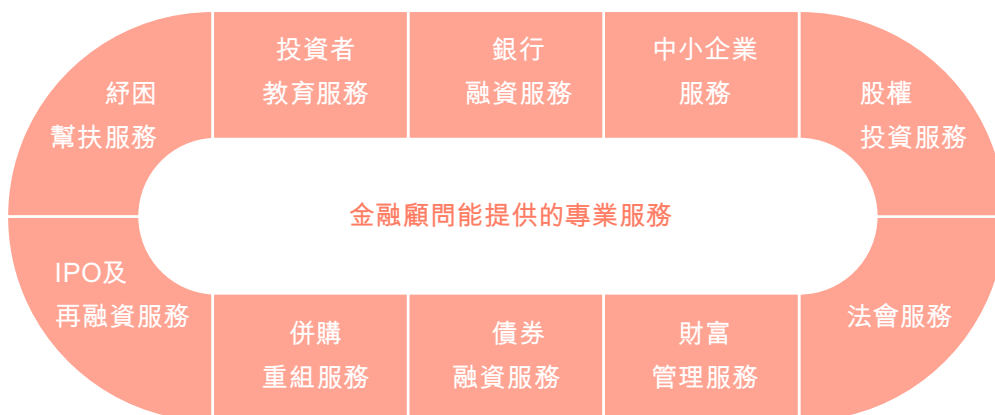 投資者
教育服務
銀行
融資服務
中小企業
服務
紓困
幫扶服務
股權
投資服務
金融顧問能提供的專業服務
IPO及
再融資服務
併購
重組服務
債券
融資服務
財富
管理服務
法會服務